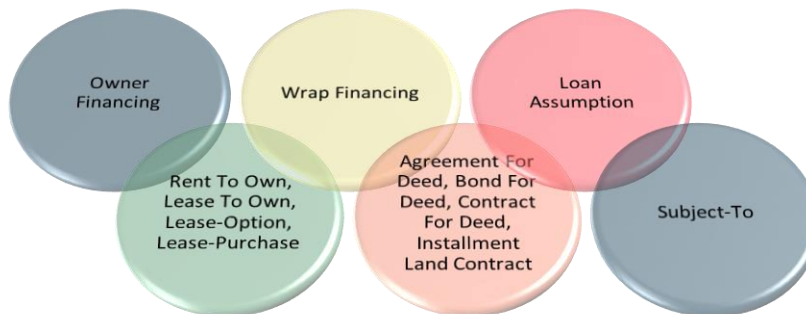 Owner
Financing
Rent To Own,
Lease To Own,
Lease-Option,
Lease-Purchase
Wrap Financing
Agreement For
Deed, Bond For
Deed, Contract
For Deed,
Installment
Land Contract
Loan
Assumption
Subject-To